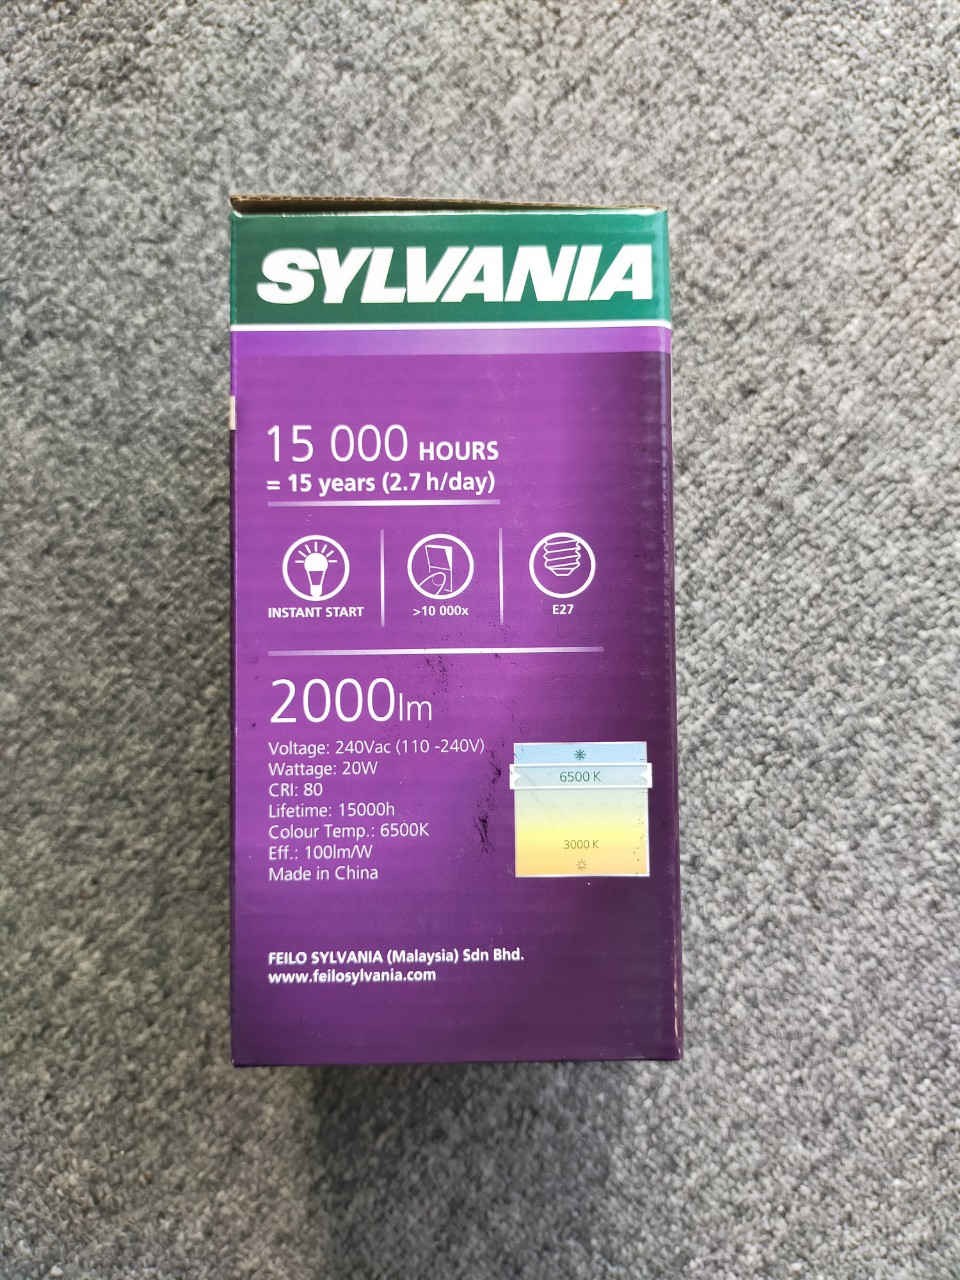 SYLVANIA
15 000 HOURS
= 15 years (2.7 h/day)
INSTANT START
>10 000x
E27
2000lm
Voltage: 240Vac (110 -240V)
Wattage: 20W
CRI: 80
Lifetime: 15000h
Colour Temp.: 6500K
Eff.: 100lm/W
Made in China
6500 K
3000 K
FEILO SYLVANIA (Malaysia) Sdn Bhd.
www.feilosylvania.com